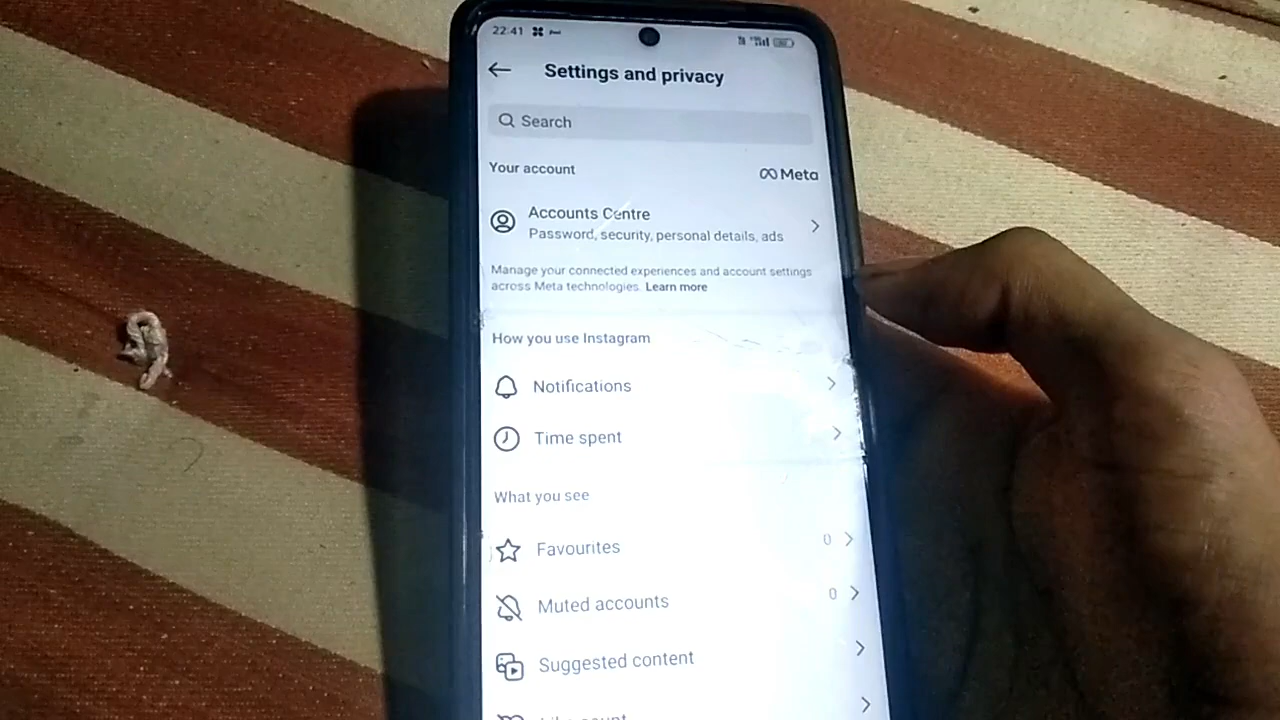 22:41
Settings and privacy
Search
Your account
Meta
Accounts Centre
Password, security, personal details, ads
Manage your connected experiences and account settings
across Meta technologies. Learn more
How you use Instagram
Notifications
Time spent
What you see
Favourites 0
Muted accounts 0
Suggested content